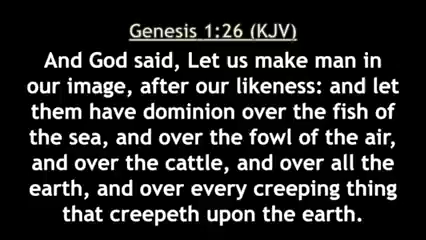 Genesis 1:26 (KJV)
And God said, Let us make man in
our image, after our likeness: and let
them have dominion over the fish of
the sea, and over the fowl of the air,
and over the cattle, and over all the
earth, and over every creeping thing
that creepeth upon the earth.